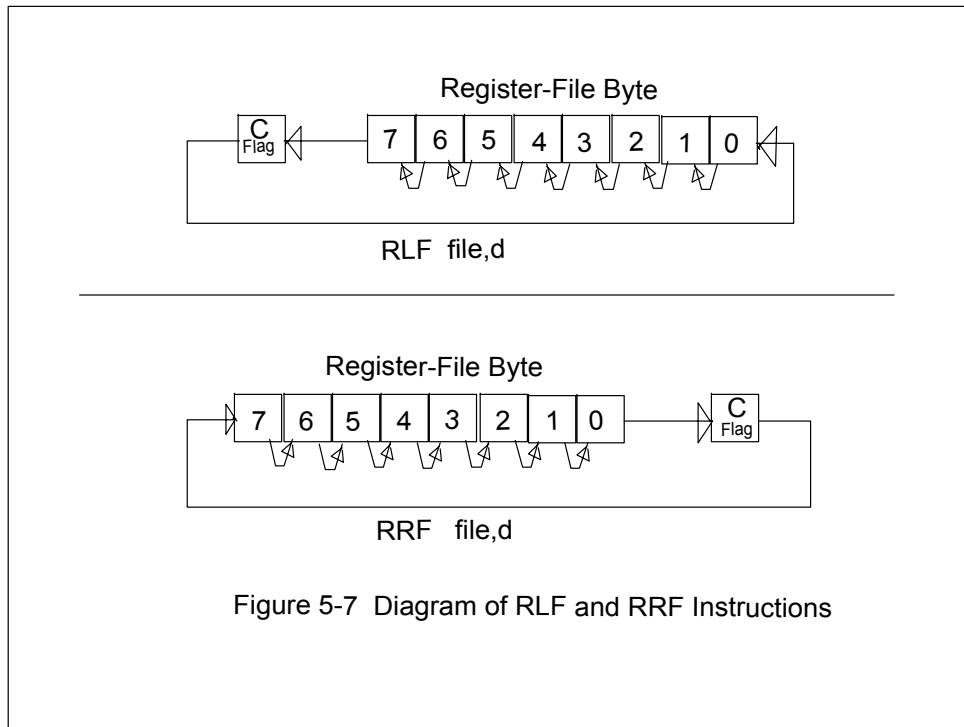 Register-File Byte
C
Flag
7 6 5 4 3 2 1 0
RLF file,d
Register-File Byte
7 6 5 4 3 2 1 0
C
Flag
RRF file,d
Figure 5-7 Diagram of RLF and RRF Instructions